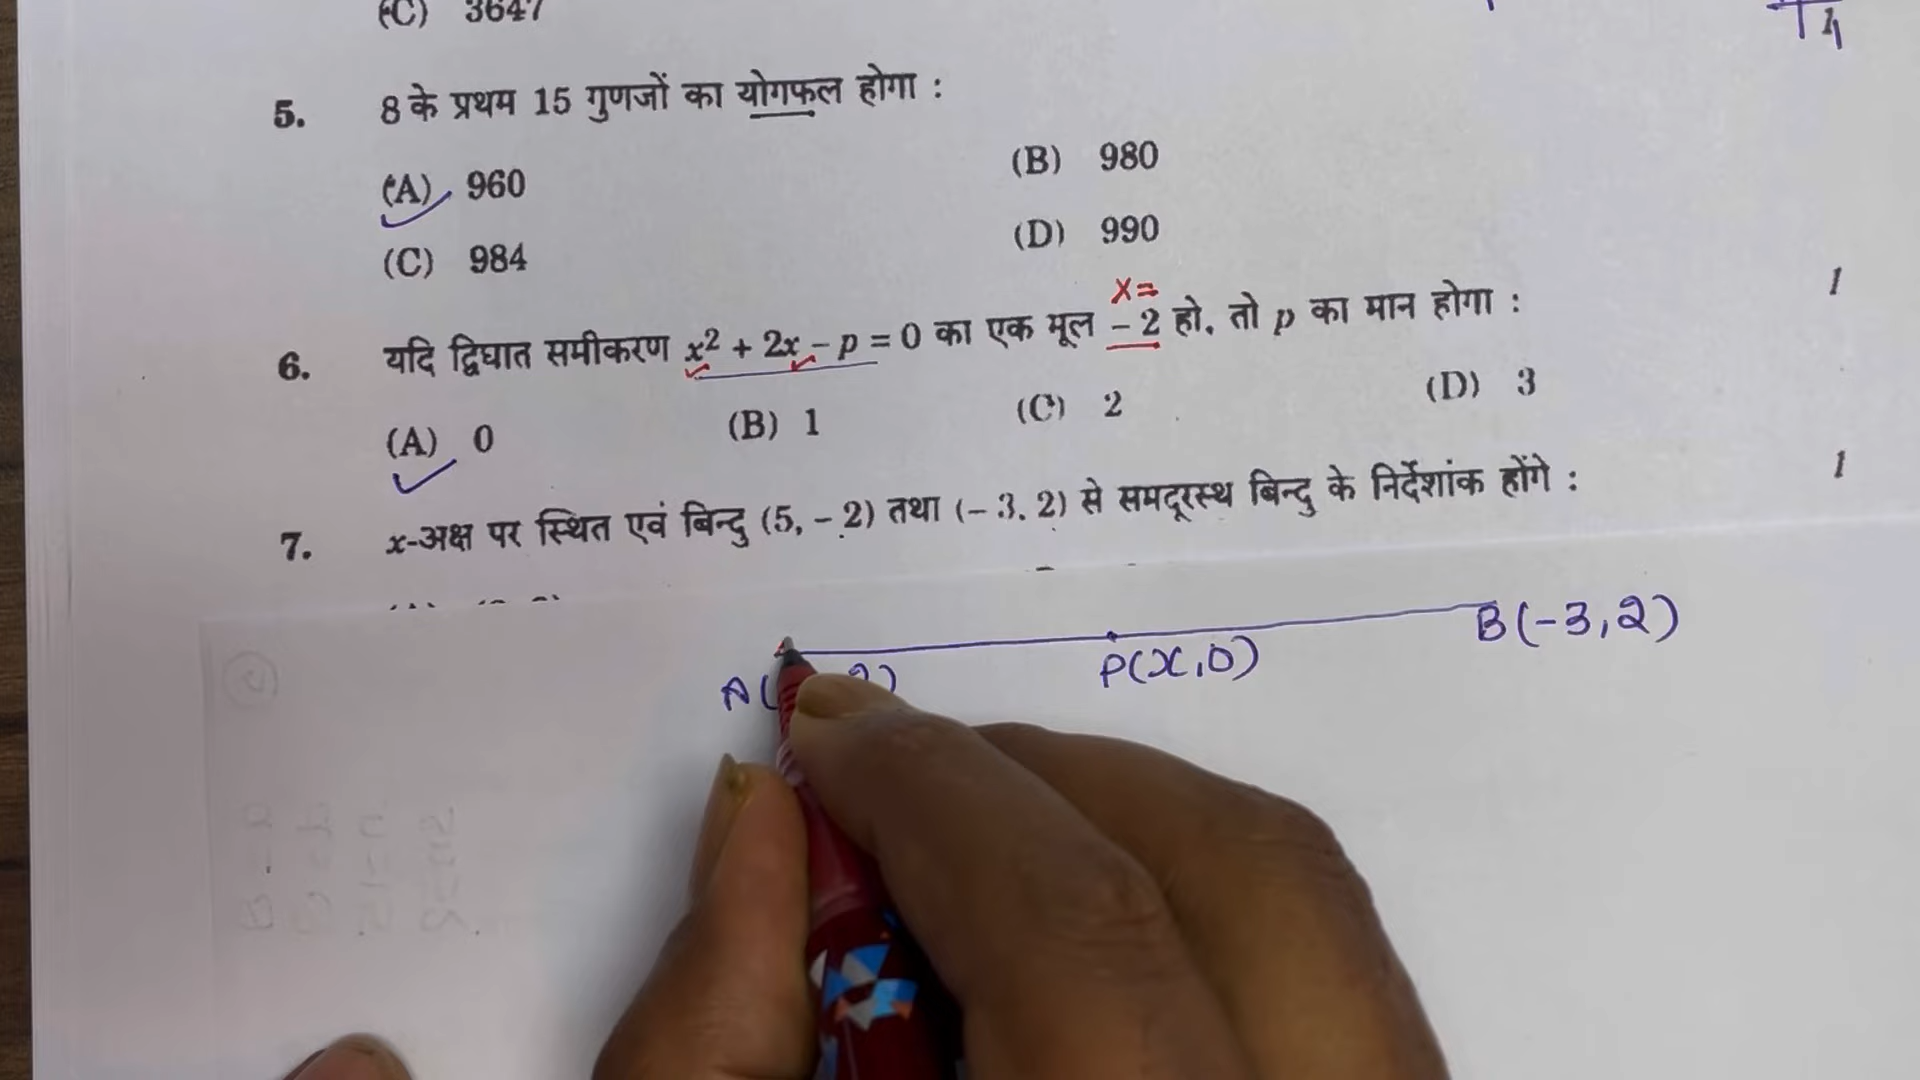 (C) 3647
5. 8 के प्रथम 15 गुणजों का योगफल होगा :
(A) 960 (B) 980
(C) 984 (D) 990
x=
6. यदि द्विघात समीकरण x² + 2x – p = 0 का एक मूल – 2 हो, तो p का मान होगा : 1
(A) 0 (B) 1 (C) 2 (D) 3
7. x-अक्ष पर स्थित एवं बिन्दु (5, – 2) तथा (– 3, 2) से समदूरस्थ बिन्दु के निर्देशांक होंगे : 1
A( 2) P(x,0) B(-3,2)